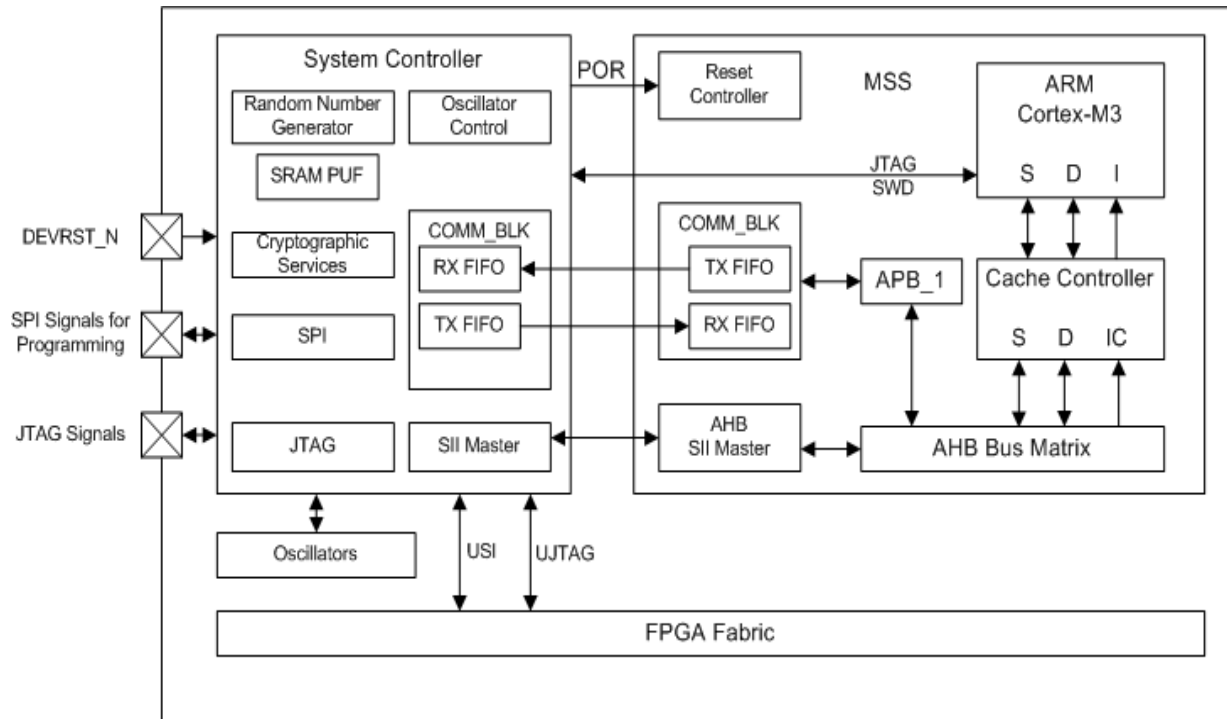 System Controller
Random Number
Generator
Oscillator
Control
SRAM PUF
Cryptographic
Services
COMM_BLK
RX FIFO
TX FIFO
SPI
JTAG
SII Master
DEVRST_N
SPI Signals for
Programming
JTAG Signals
POR
Reset
Controller
MSS
ARM
Cortex-M3
S D I
JTAG
SWD
COMM_BLK
TX FIFO
RX FIFO
APB_1
Cache Controller
S D IC
AHB
SII Master
AHB Bus Matrix
Oscillators
USI
UJTAG
FPGA Fabric